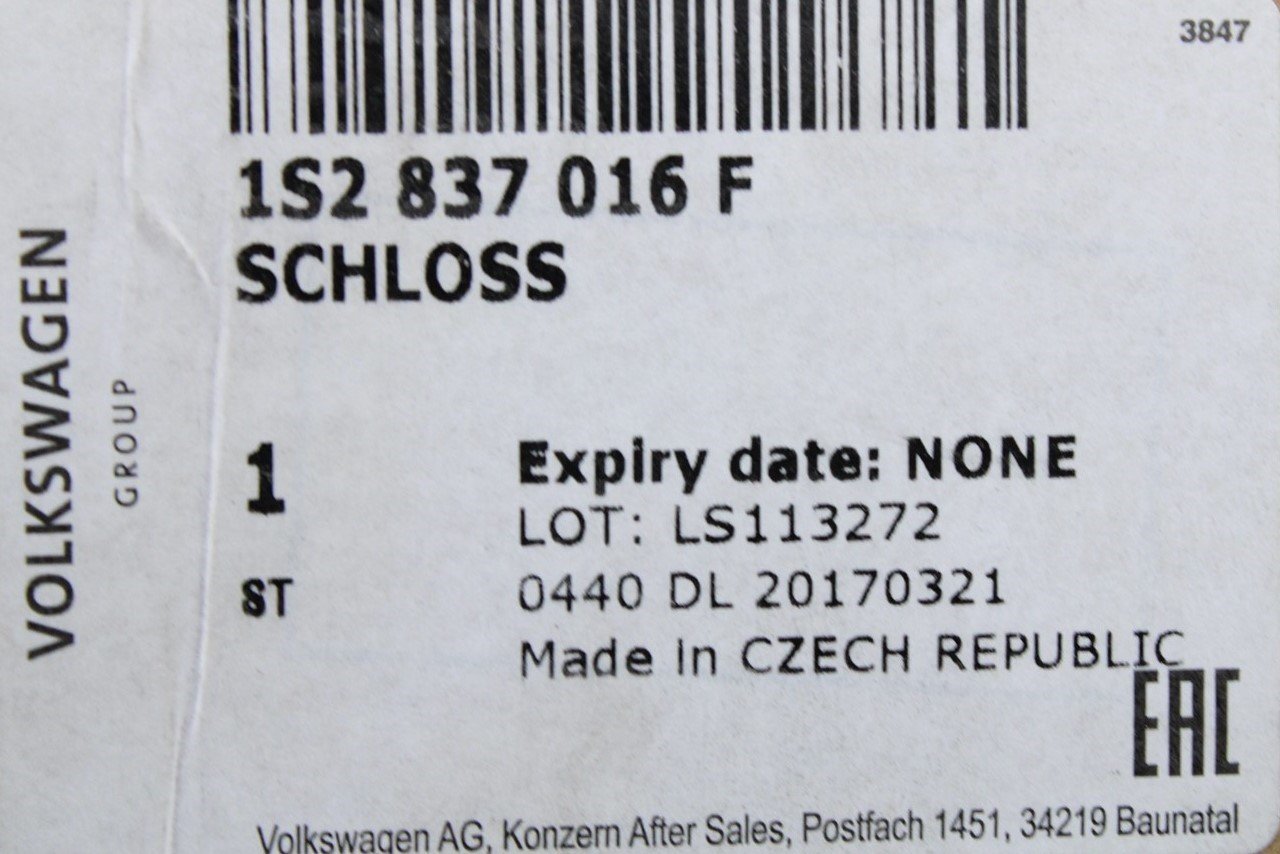 3847
1S2 837 016 F
SCHLOSS
VOLKSWAGEN
GROUP
1
Expiry date: NONE
LOT: LS113272
ST
0440 DL 20170321
Made in CZECH REPUBLIC
EAC
Volkswagen AG, Konzern After Sales, Postfach 1451, 34219 Baunatal